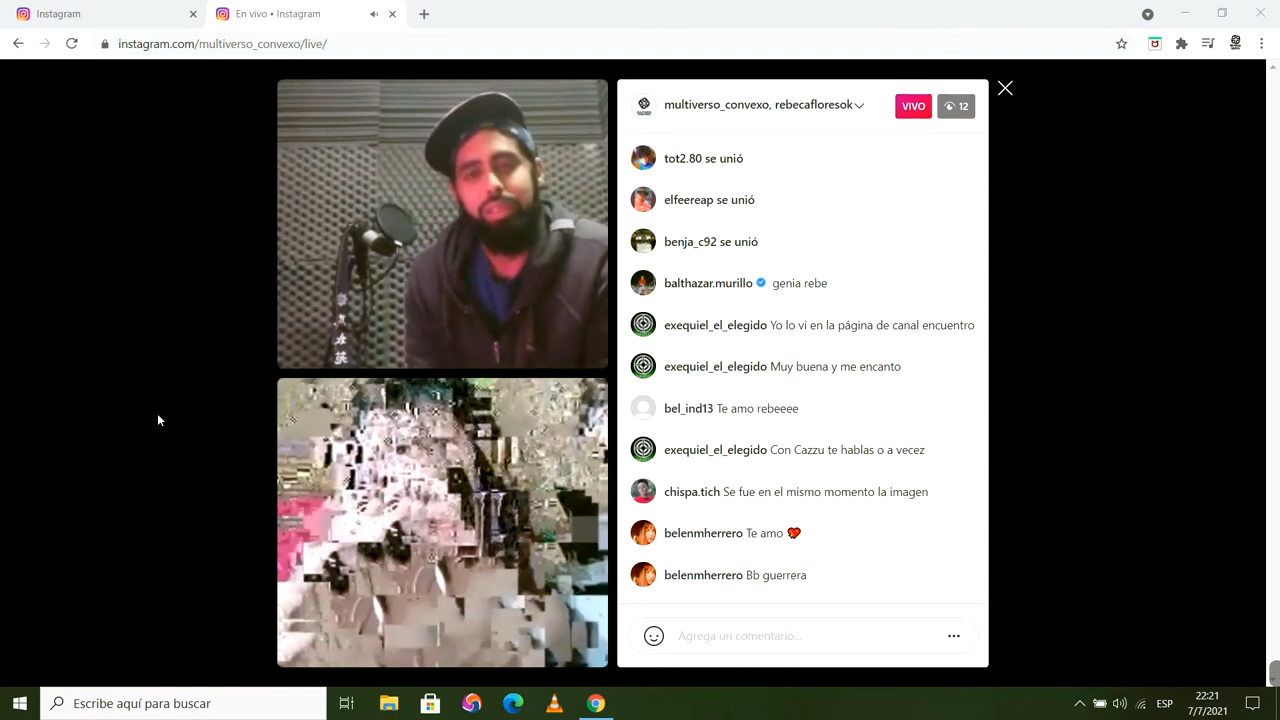 Instagram
En vivo • Instagram
instagram.com/multiverso_convexo/live/
multiverso_convexo, rebecafloresok
VIVO
12
tot2.80 se unió
elfeereap se unió
benja_c92 se unió
balthazar.murillo genia rebe
exequiel_el_elegido Yo lo vi en la página de canal encuentro
exequiel_el_elegido Muy buena y me encanto
bel_ind13 Te amo rebeeee
exequiel_el_elegido Con Cazzu te hablas o a vecez
chispa.tich Se fue en el mismo momento la imagen
belenmherrero Te amo
belenmherrero Bb guerrera
Agrega un comentario...
Escribe aquí para buscar
ESP
22:21
7/7/2021